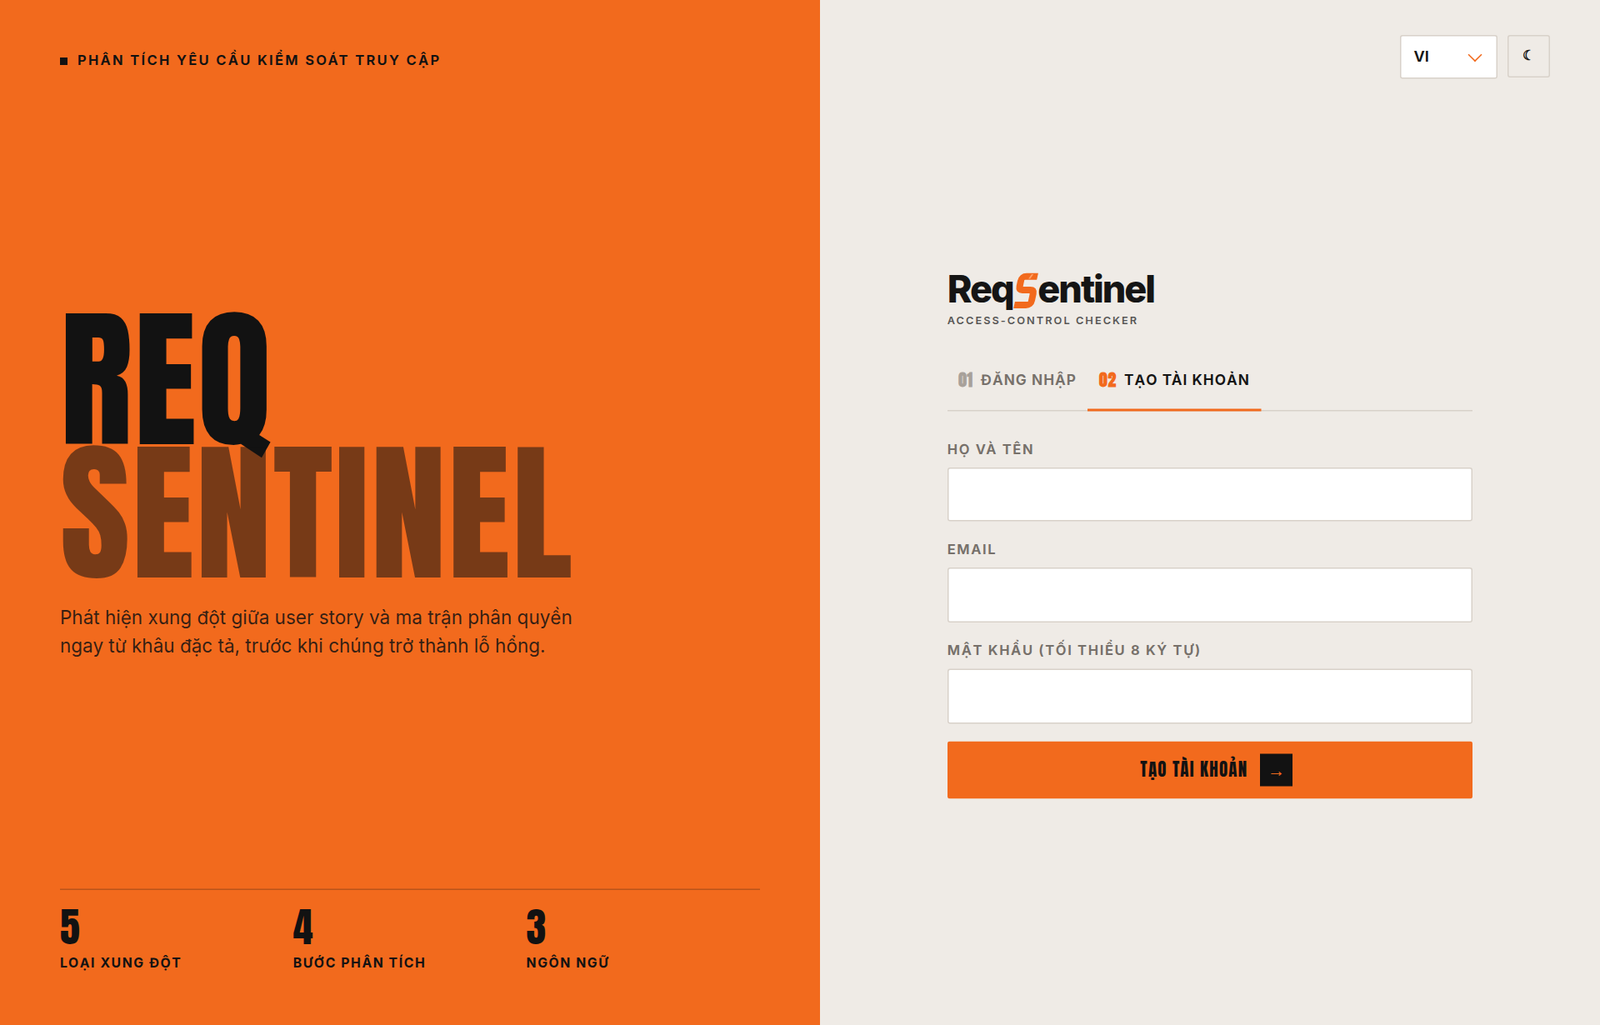 PHÂN TÍCH YÊU CẦU KIỂM SOÁT TRUY CẬP
REQ
SENTINEL
Phát hiện xung đột giữa user story và ma trận phân quyền
ngay từ khâu đặc tả, trước khi chúng trở thành lỗ hổng.
5
LOẠI XUNG ĐỘT
4
BƯỚC PHÂN TÍCH
3
NGÔN NGỮ
VI
ReqSentinel
ACCESS-CONTROL CHECKER
01 ĐĂNG NHẬP
02 TẠO TÀI KHOẢN
HỌ VÀ TÊN
EMAIL
MẬT KHẨU (TỐI THIỂU 8 KÝ TỰ)
TẠO TÀI KHOẢN →